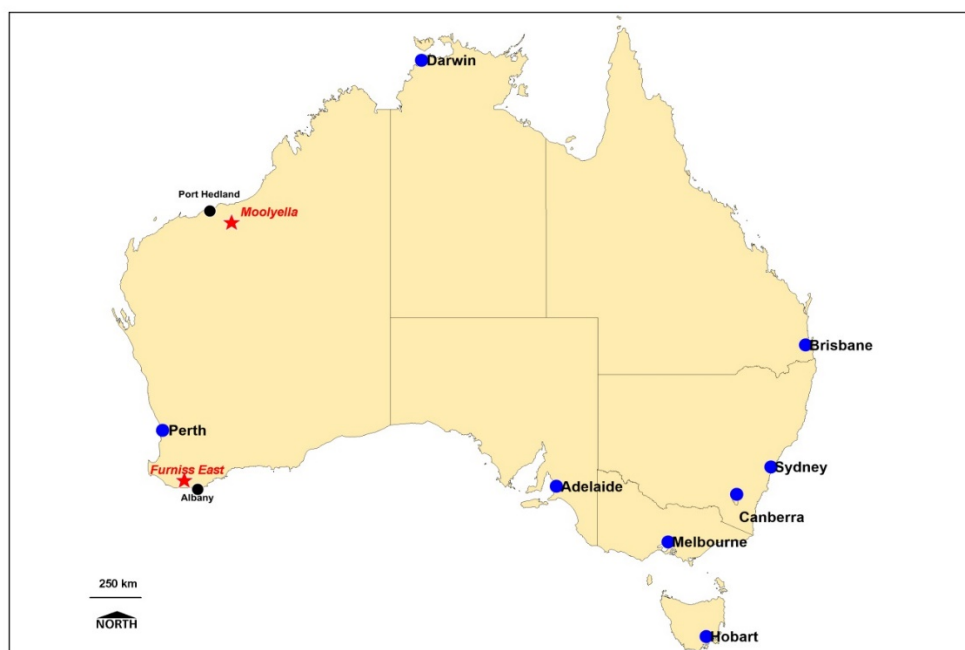 Darwin
Port Hedland
Moolyella
Brisbane
Perth
Furniss East
Albany
Sydney
Adelaide
Canberra
Melbourne
250 km
NORTH
Hobart